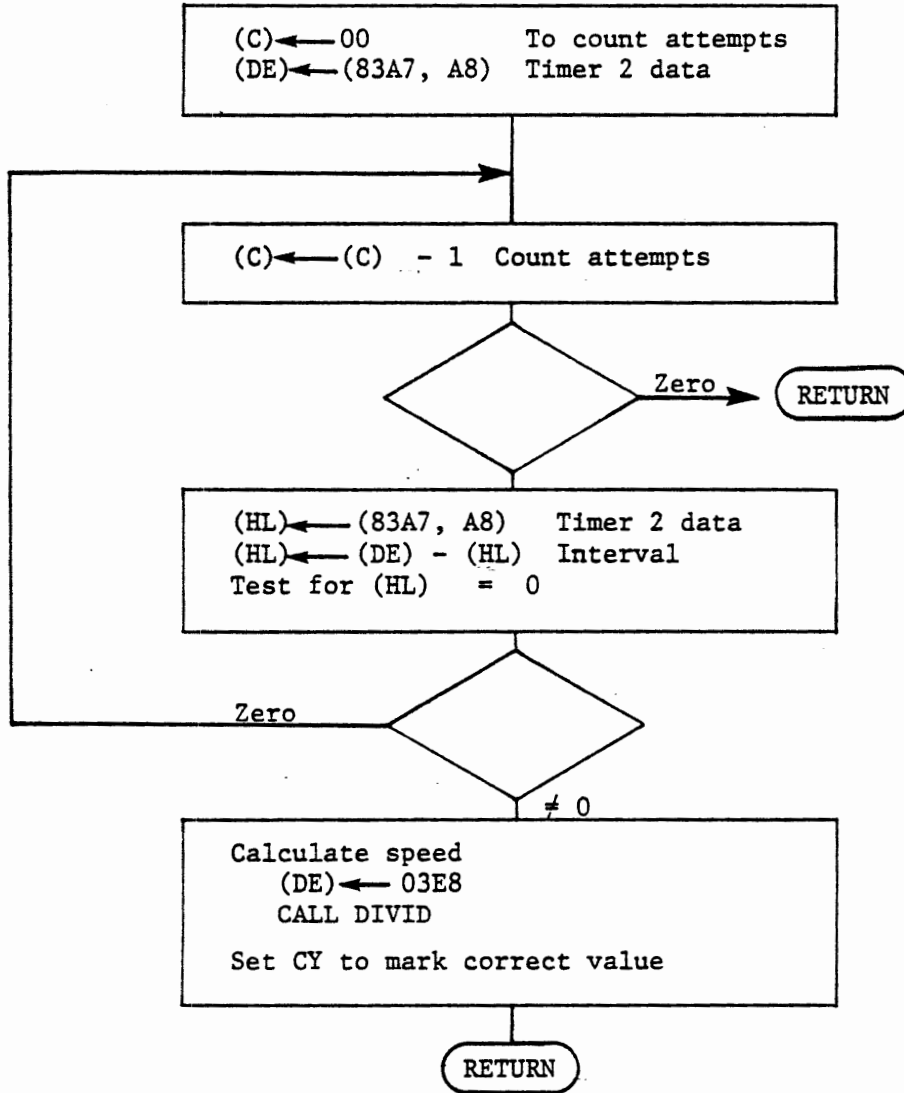 (C)←00 To count attempts
(DE)←(83A7, A8) Timer 2 data
(C)←(C) - 1 Count attempts
Zero
RETURN
(HL)←(83A7, A8) Timer 2 data
(HL)←(DE) - (HL) Interval
Test for (HL) = 0
Zero
≠ 0
Calculate speed
(DE)← 03E8
CALL DIVID
Set CY to mark correct value
RETURN